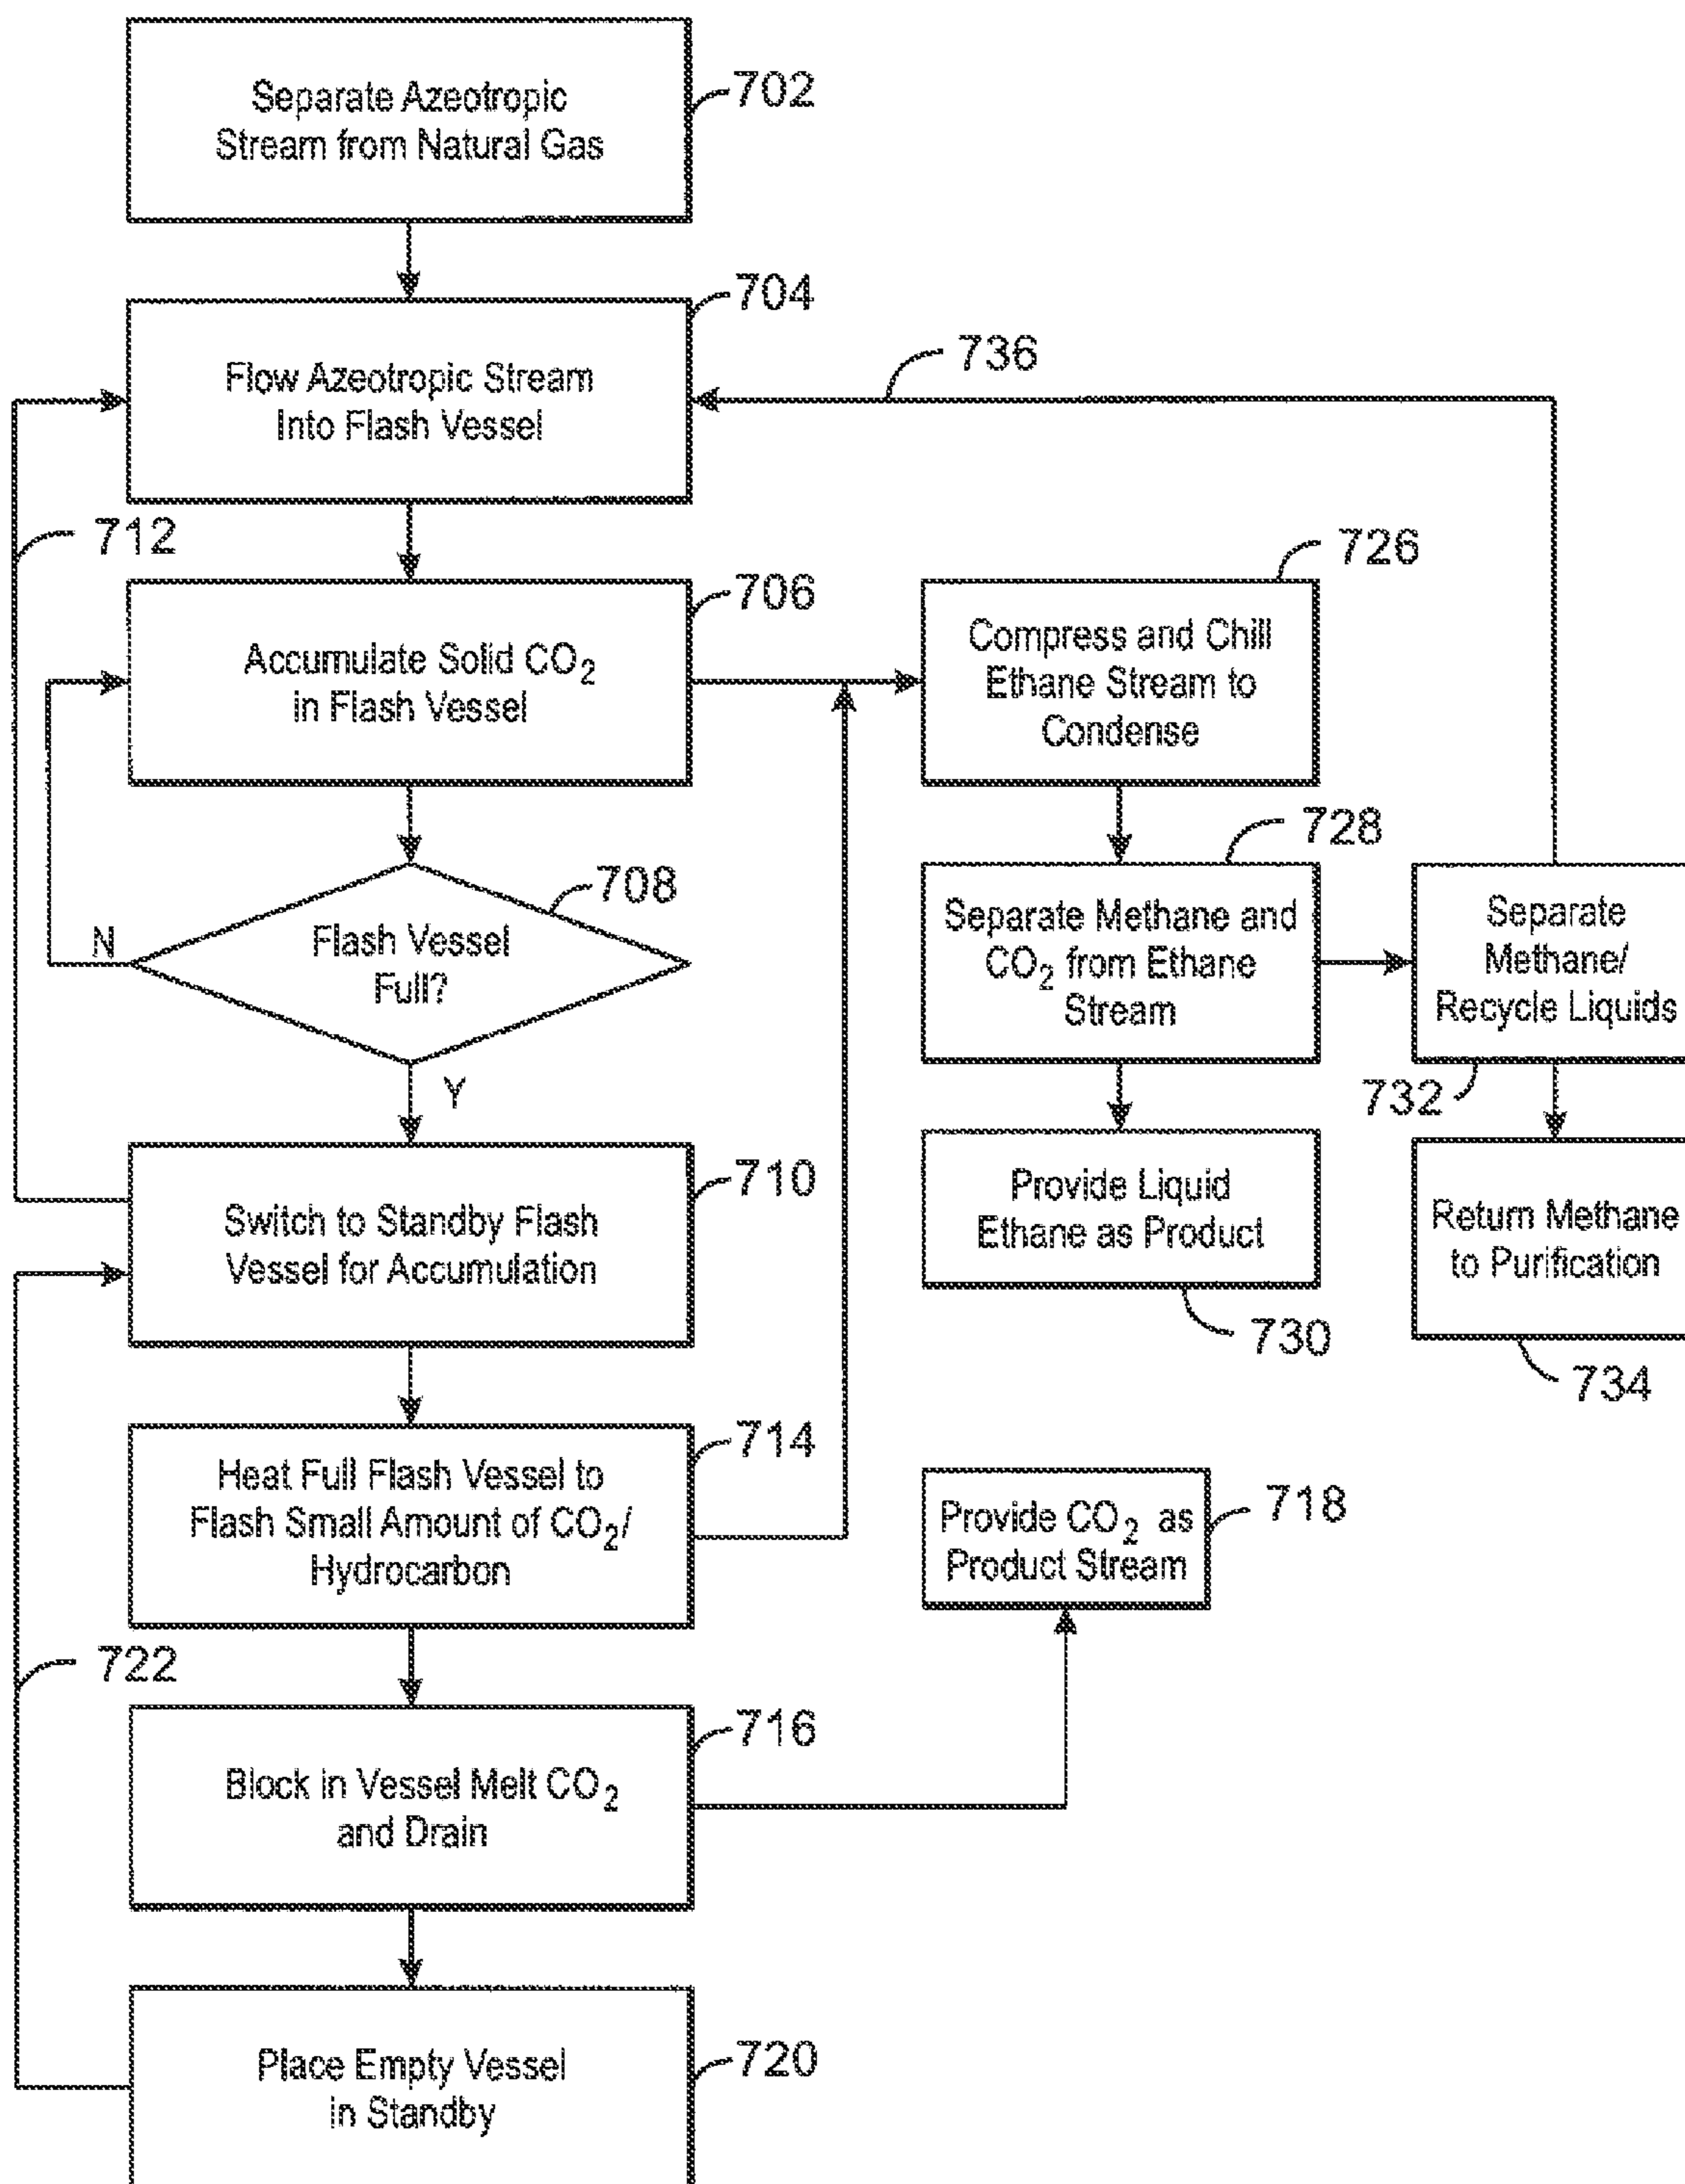 Separate Azeotropic
Stream from Natural Gas
702
704
Flow Azeotropic Stream
Into Flash Vessel
736
712
706
Accumulate Solid CO₂
in Flash Vessel
726
Compress and Chill
Ethane Stream to
Condense
708
Flash Vessel
Full?
N
Y
728
Separate Methane and
CO₂ from Ethane
Stream
Separate
Methane/
Recycle Liquids
732
710
Switch to Standby Flash
Vessel for Accumulation
Provide Liquid
Ethane as Product
730
Return Methane
to Purification
734
714
Heat Full Flash Vessel to
Flash Small Amount of CO₂/
Hydrocarbon
718
Provide CO₂ as
Product Stream
722
716
Block in Vessel Melt CO₂
and Drain
720
Place Empty Vessel
in Standby